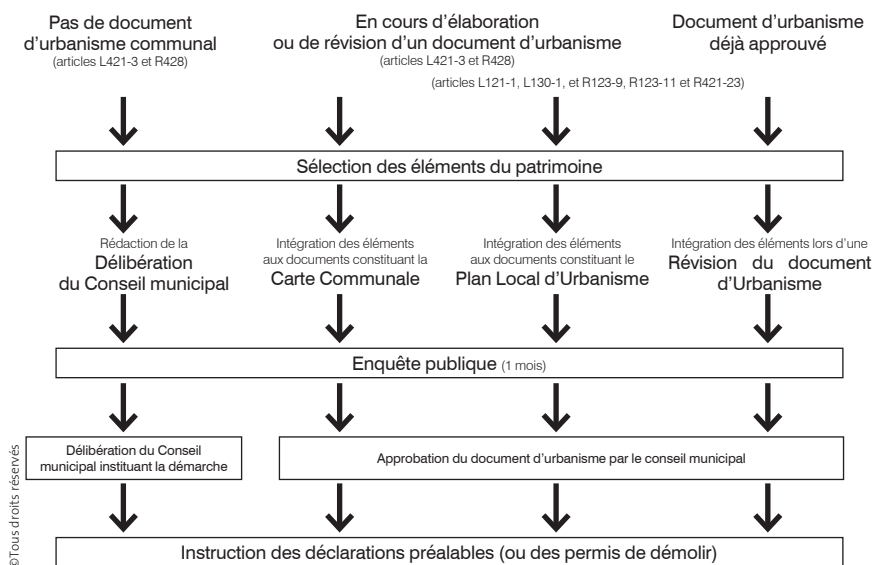 Pas de document
d'urbanisme communal
(articles L421-3 et R428)
En cours d'élaboration
ou de révision d'un document d'urbanisme
(articles L421-3 et R428)
(articles L121-1, L130-1, et R123-9, R123-11 et R421-23)
Document d'urbanisme
déjà approuvé
Sélection des éléments du patrimoine
Rédaction de la
Délibération
du Conseil municipal
Intégration des éléments
aux documents constituant la
Carte Communale
Intégration des éléments
aux documents constituant le
Plan Local d'Urbanisme
Intégration des éléments lors d'une
Révision du document
d'Urbanisme
Enquête publique (1 mois)
Délibération du Conseil
municipal instituant la démarche
Approbation du document d'urbanisme par le conseil municipal
Instruction des déclarations préalables (ou des permis de démolir)
©Tous droits réservés